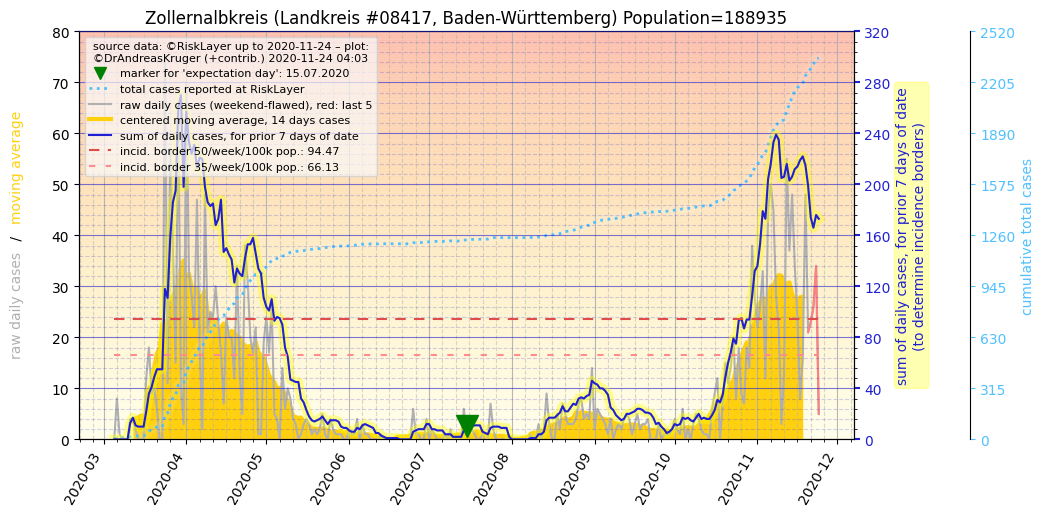 Zollernalbkreis (Landkreis #08417, Baden-Württemberg) Population=188935
source data: ©RiskLayer up to 2020-11-24 – plot:
©DrAndreasKruger (+contrib.) 2020-11-24 04:03
marker for 'expectation day': 15.07.2020
total cases reported at RiskLayer
raw daily cases (weekend-flawed), red: last 5
centered moving average, 14 days cases
sum of daily cases, for prior 7 days of date
incid. border 50/week/100k pop.: 94.47
incid. border 35/week/100k pop.: 66.13
raw daily cases / moving average
80
70
60
50
40
30
20
10
0
320
280
240
200
160
120
80
40
0
sum of daily cases, for prior 7 days of date
(to determine incidence borders)
2520
2205
1890
1575
1260
945
630
315
0
cumulative total cases
2020-03
2020-04
2020-05
2020-06
2020-07
2020-08
2020-09
2020-10
2020-11
2020-12